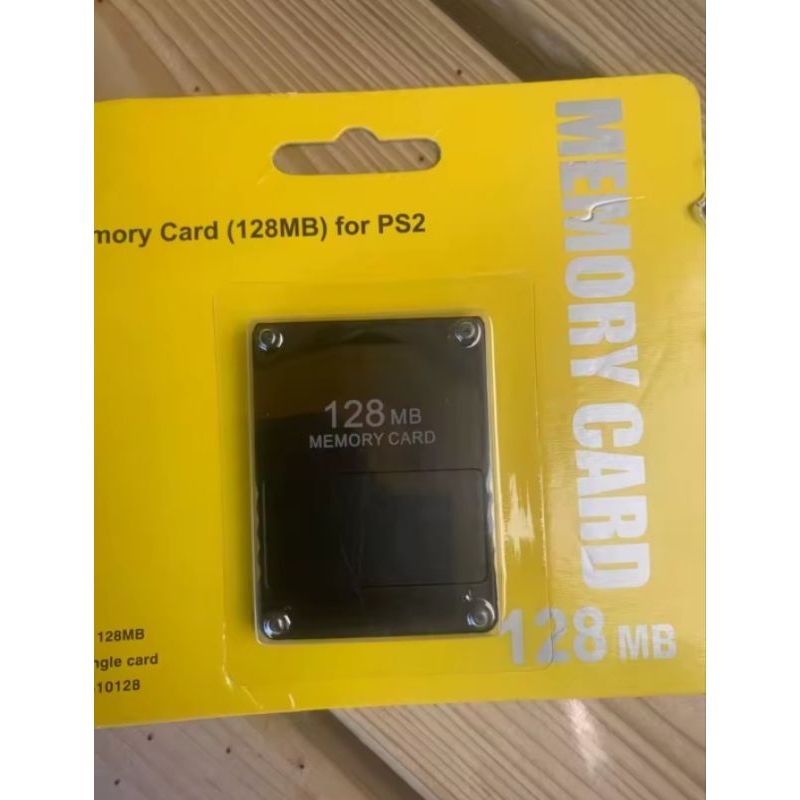 mory Card (128MB) for PS2
MEMORY CARD
128 MB
128 MB
MEMORY CARD
128MB
ngle card
10128